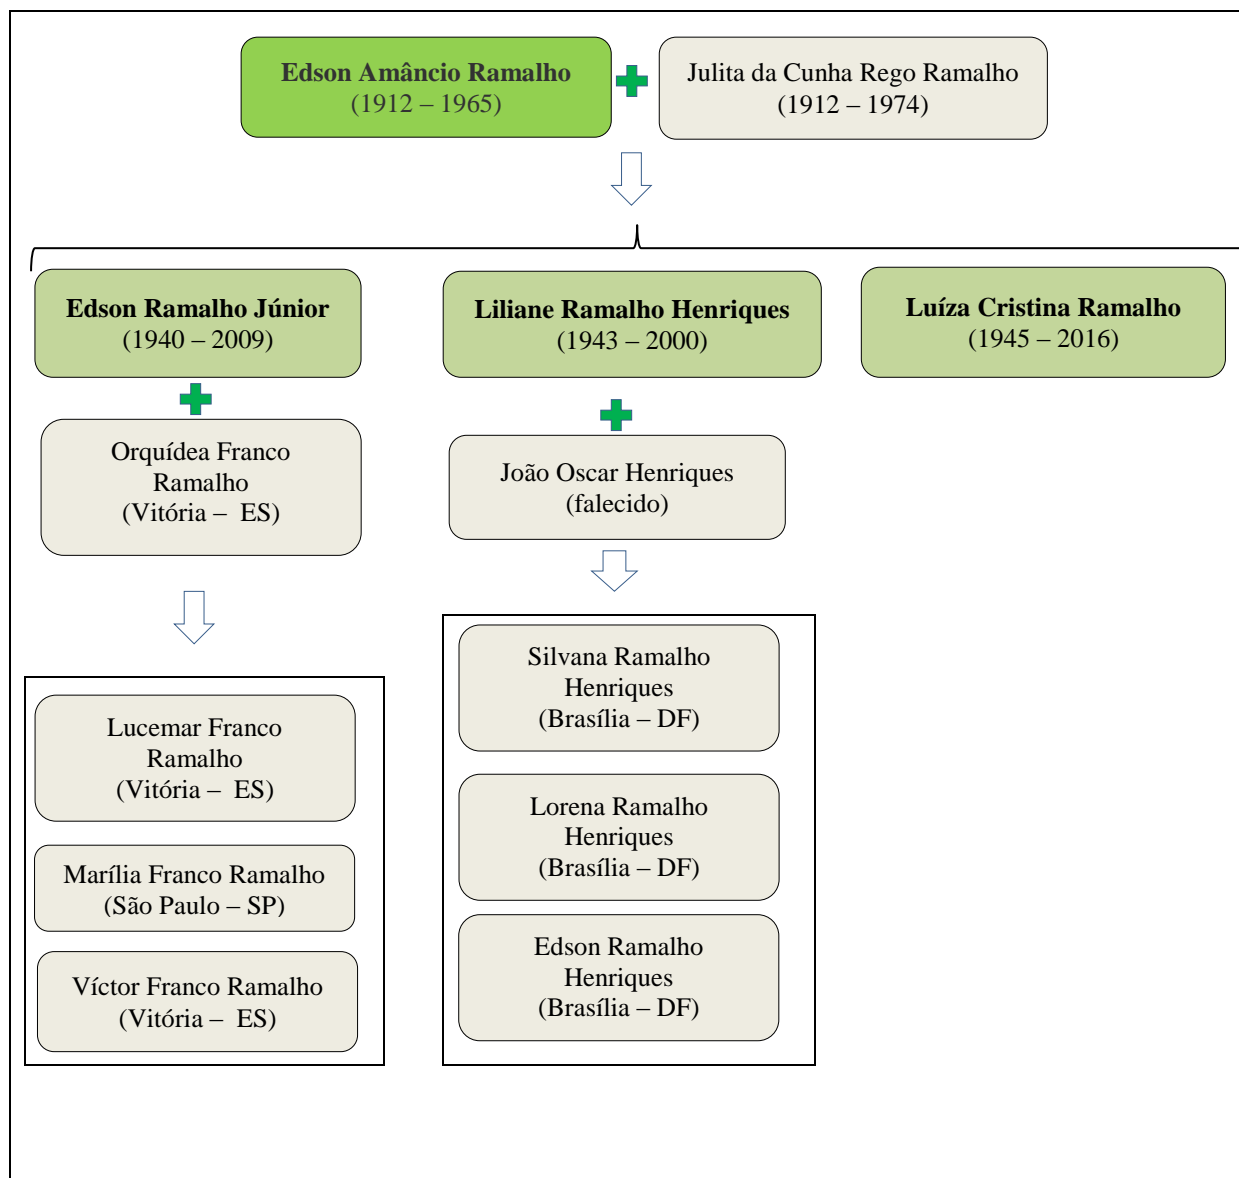 Edson Amâncio Ramalho
(1912 – 1965)
Julita da Cunha Rego Ramalho
(1912 – 1974)
Edson Ramalho Júnior
(1940 – 2009)
Liliane Ramalho Henriques
(1943 – 2000)
Luíza Cristina Ramalho
(1945 – 2016)
Orquídea Franco
Ramalho
(Vitória – ES)
João Oscar Henriques
(falecido)
Lucemar Franco
Ramalho
(Vitória – ES)
Marília Franco Ramalho
(São Paulo – SP)
Víctor Franco Ramalho
(Vitória – ES)
Silvana Ramalho
Henriques
(Brasília – DF)
Lorena Ramalho
Henriques
(Brasília – DF)
Edson Ramalho
Henriques
(Brasília – DF)